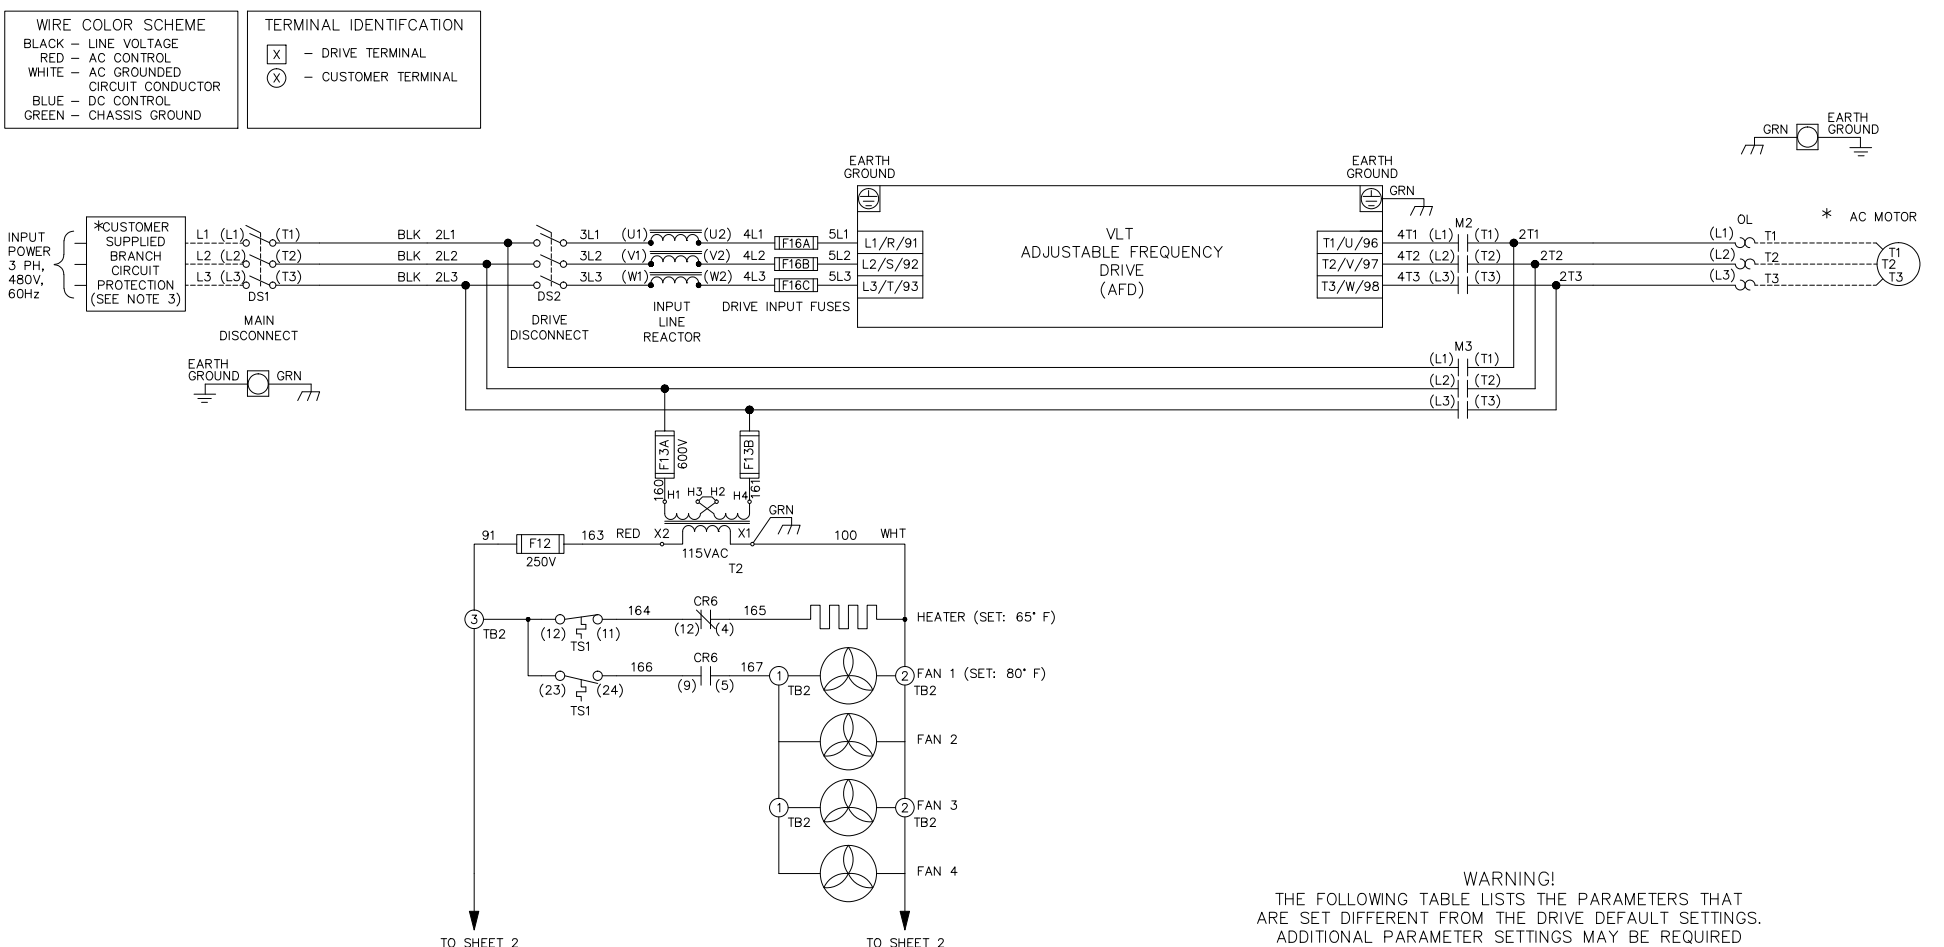 WIRE COLOR SCHEME
BLACK – LINE VOLTAGE
RED – AC CONTROL
WHITE – AC GROUNDED
CIRCUIT CONDUCTOR
BLUE – DC CONTROL
GREEN – CHASSIS GROUND
TERMINAL IDENTIFCATION
X – DRIVE TERMINAL
X – CUSTOMER TERMINAL
GRN EARTH
GROUND
INPUT
POWER
3 PH,
480V,
60Hz
*CUSTOMER
SUPPLIED
BRANCH
CIRCUIT
PROTECTION
(SEE NOTE 3)
L1 (L1) (T1) BLK 2L1
L2 (L2) (T2) BLK 2L2
L3 (L3) (T3) BLK 2L3
DS1
MAIN
DISCONNECT
EARTH
GROUND GRN
3L1 (U1) (U2) 4L1 F16A 5L1
3L2 (V1) (V2) 4L2 F16B 5L2
3L3 (W1) (W2) 4L3 F16C 5L3
DS2
DRIVE
DISCONNECT
INPUT
LINE
REACTOR
DRIVE INPUT FUSES
EARTH
GROUND
L1/R/91
L2/S/92
L3/T/93
VLT
ADJUSTABLE FREQUENCY
DRIVE
(AFD)
EARTH
GROUND
GRN
T1/U/96
T2/V/97
T3/W/98
M2
4T1 (L1) (T1) 2T1
4T2 (L2) (T2) 2T2
4T3 (L3) (T3) 2T3
OL
(L1) T1
(L2) T2
(L3) T3
* AC MOTOR
T1
T2
T3
M3
(L1) (T1)
(L2) (T2)
(L3) (T3)
F13A
600V
F13B
160
161
H1 H3 H2 H4
GRN
91 F12 163 RED X2 X1 100 WHT
250V
115VAC
T2
3
TB2
(12) (11) 164 CR6 165
TS1
(12) (4)
HEATER (SET: 65° F)
(23) (24) 166 CR6 167
TS1
(9) (5)
1
TB2
2
TB2
FAN 1 (SET: 80° F)
FAN 2
1
TB2
2
TB2
FAN 3
FAN 4
TO SHEET 2
TO SHEET 2
WARNING!
THE FOLLOWING TABLE LISTS THE PARAMETERS THAT
ARE SET DIFFERENT FROM THE DRIVE DEFAULT SETTINGS.
ADDITIONAL PARAMETER SETTINGS MAY BE REQUIRED